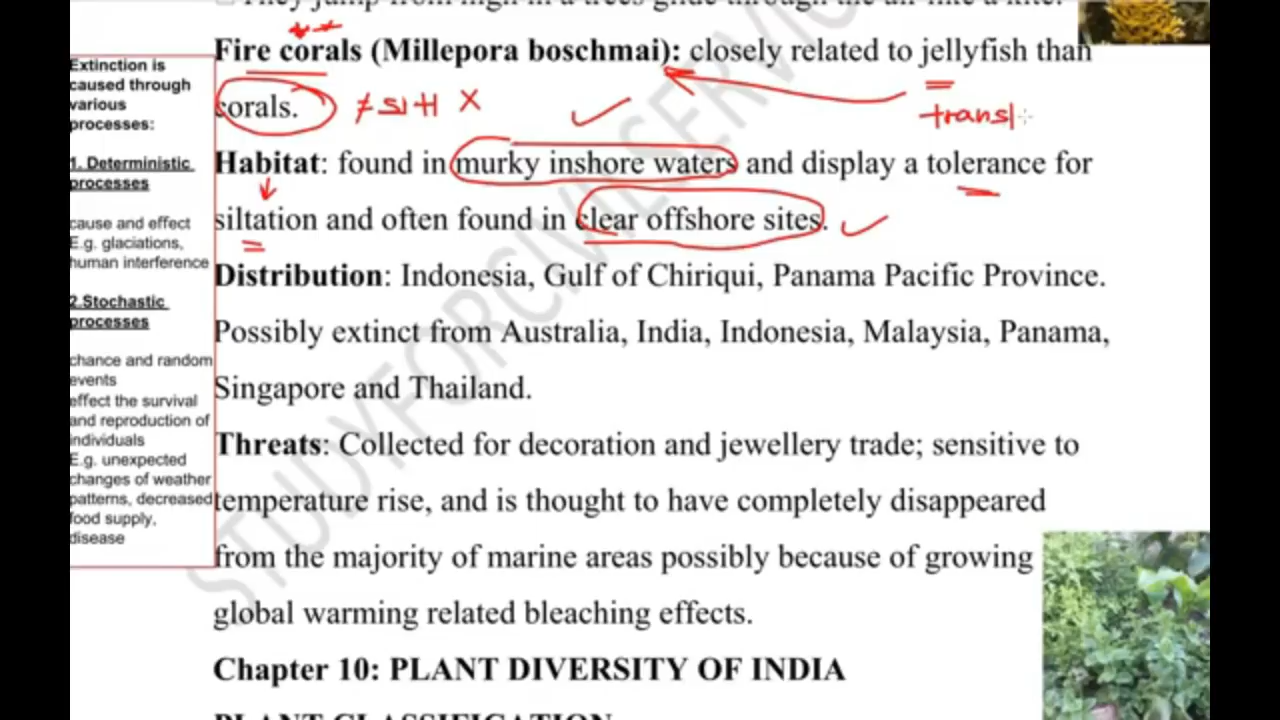 Fire corals (Millepora boschmai): closely related to jellyfish than
corals. ≠ silt X
transl
Habitat: found in murky inshore waters and display a tolerance for
siltation and often found in clear offshore sites.
Distribution: Indonesia, Gulf of Chiriqui, Panama Pacific Province.
Possibly extinct from Australia, India, Indonesia, Malaysia, Panama,
Singapore and Thailand.
Threats: Collected for decoration and jewellery trade; sensitive to
temperature rise, and is thought to have completely disappeared
from the majority of marine areas possibly because of growing
global warming related bleaching effects.
Chapter 10: PLANT DIVERSITY OF INDIA
PLANT CLASSIFICATION
Extinction is
caused through
various
processes:
1. Deterministic
processes
cause and effect
E.g. glaciations,
human interference
2.Stochastic
processes
chance and random
events
effect the survival
and reproduction of
individuals
E.g. unexpected
changes of weather
patterns, decreased
food supply,
disease